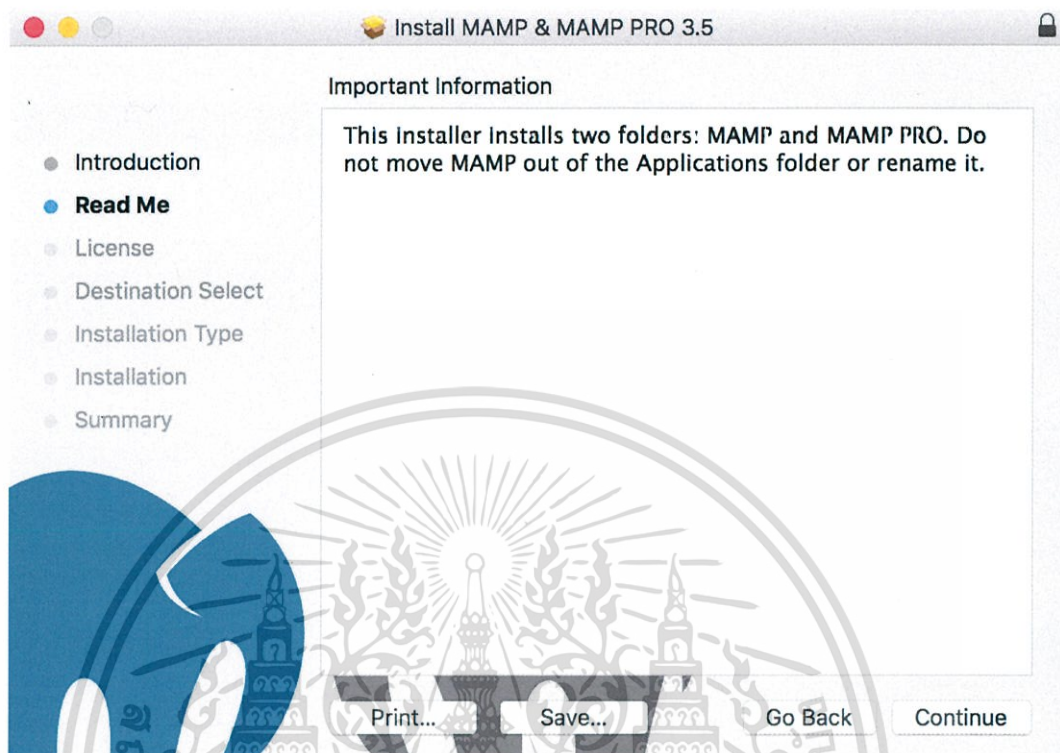 Install MAMP & MAMP PRO 3.5
Important Information
This installer installs two folders: MAMP and MAMP PRO. Do
not move MAMP out of the Applications folder or rename it.
Introduction
Read Me
License
Destination Select
Installation Type
Installation
Summary
Print...
Save...
Go Back
Continue